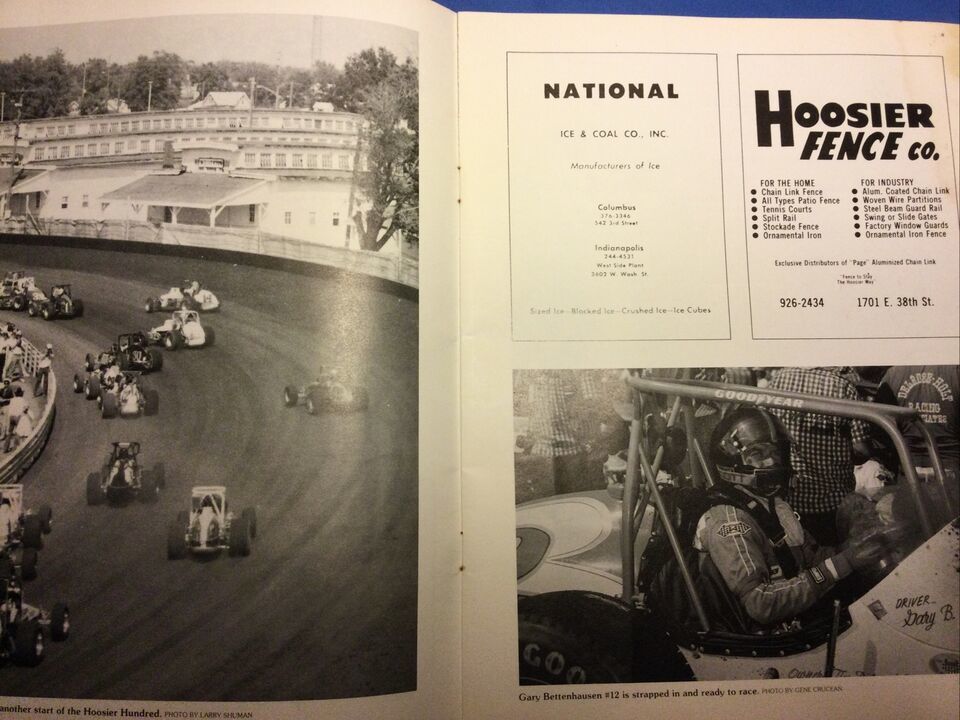 another start of the Hoosier Hundred. PHOTO BY LARRY SHUMAN
NATIONAL
ICE & COAL CO., INC.
Manufacturers of Ice
Columbus
376-3346
542 3rd Street
Indianapolis
244-4531
West Side Plant
3602 W. Wash. St.
Sized Ice—Blocked Ice—Crushed Ice—Ice Cubes
HOOSIER
FENCE CO.
FOR THE HOME
● Chain Link Fence
● All Types Patio Fence
● Tennis Courts
● Split Rail
● Stockade Fence
● Ornamental Iron
FOR INDUSTRY
● Alum. Coated Chain Link
● Woven Wire Partitions
● Steel Beam Guard Rail
● Swing or Slide Gates
● Factory Window Guards
● Ornamental Iron Fence
Exclusive Distributors of "Page" Aluminized Chain Link
"Fence to Stay
The Hoosier Way"
926-2434 1701 E. 38th St.
GOODYEAR
RACING
DRIVER_
Gary B.
GOO
Gary Bettenhausen #12 is strapped in and ready to race. PHOTO BY GENE CRUCEAN